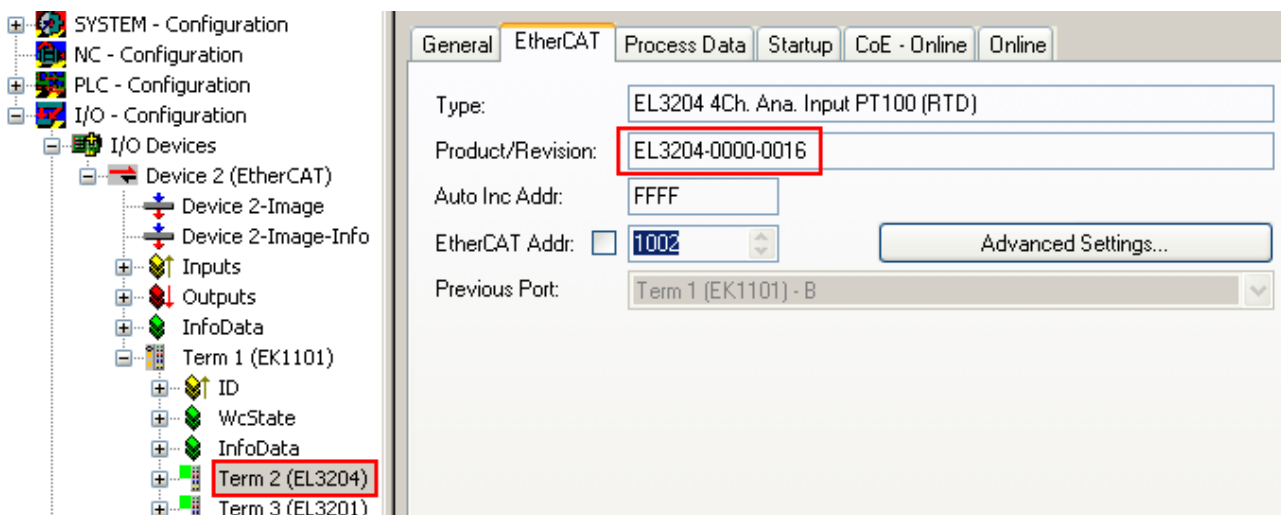 SYSTEM - Configuration
NC - Configuration
PLC - Configuration
I/O - Configuration
I/O Devices
Device 2 (EtherCAT)
Device 2-Image
Device 2-Image-Info
Inputs
Outputs
InfoData
Term 1 (EK1101)
ID
WcState
InfoData
Term 2 (EL3204)
Term 3 (EL3201)
General EtherCAT Process Data Startup CoE - Online Online
Type: EL3204 4Ch. Ana. Input PT100 (RTD)
Product/Revision: EL3204-0000-0016
Auto Inc Addr: FFFF
EtherCAT Addr: 1002 Advanced Settings...
Previous Port: Term 1 (EK1101) - B